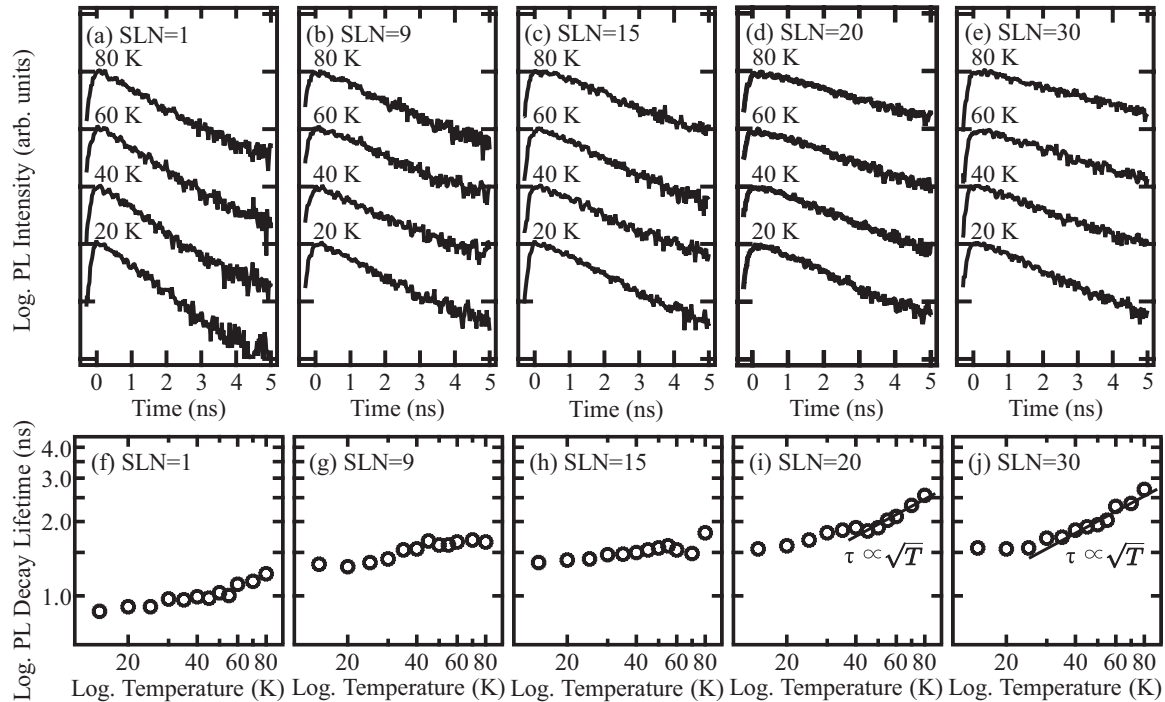 Log. PL Intensity (arb. units)
(a) SLN=1
80 K
60 K
40 K
20 K
0 1 2 3 4 5
Time (ns)
(b) SLN=9
80 K
60 K
40 K
20 K
0 1 2 3 4 5
Time (ns)
(c) SLN=15
80 K
60 K
40 K
20 K
0 1 2 3 4 5
Time (ns)
(d) SLN=20
80 K
60 K
40 K
20 K
0 1 2 3 4 5
Time (ns)
(e) SLN=30
80 K
60 K
40 K
20 K
0 1 2 3 4 5
Time (ns)
Log. PL Decay Lifetime (ns)
4.0
3.0
2.0
1.0
(f) SLN=1
20 40 60 80
Log. Temperature (K)
(g) SLN=9
20 40 60 80
Log. Temperature (K)
(h) SLN=15
20 40 60 80
Log. Temperature (K)
(i) SLN=20
τ ∝√T
20 40 60 80
Log. Temperature (K)
(j) SLN=30
τ ∝√T
20 40 60 80
Log. Temperature (K)